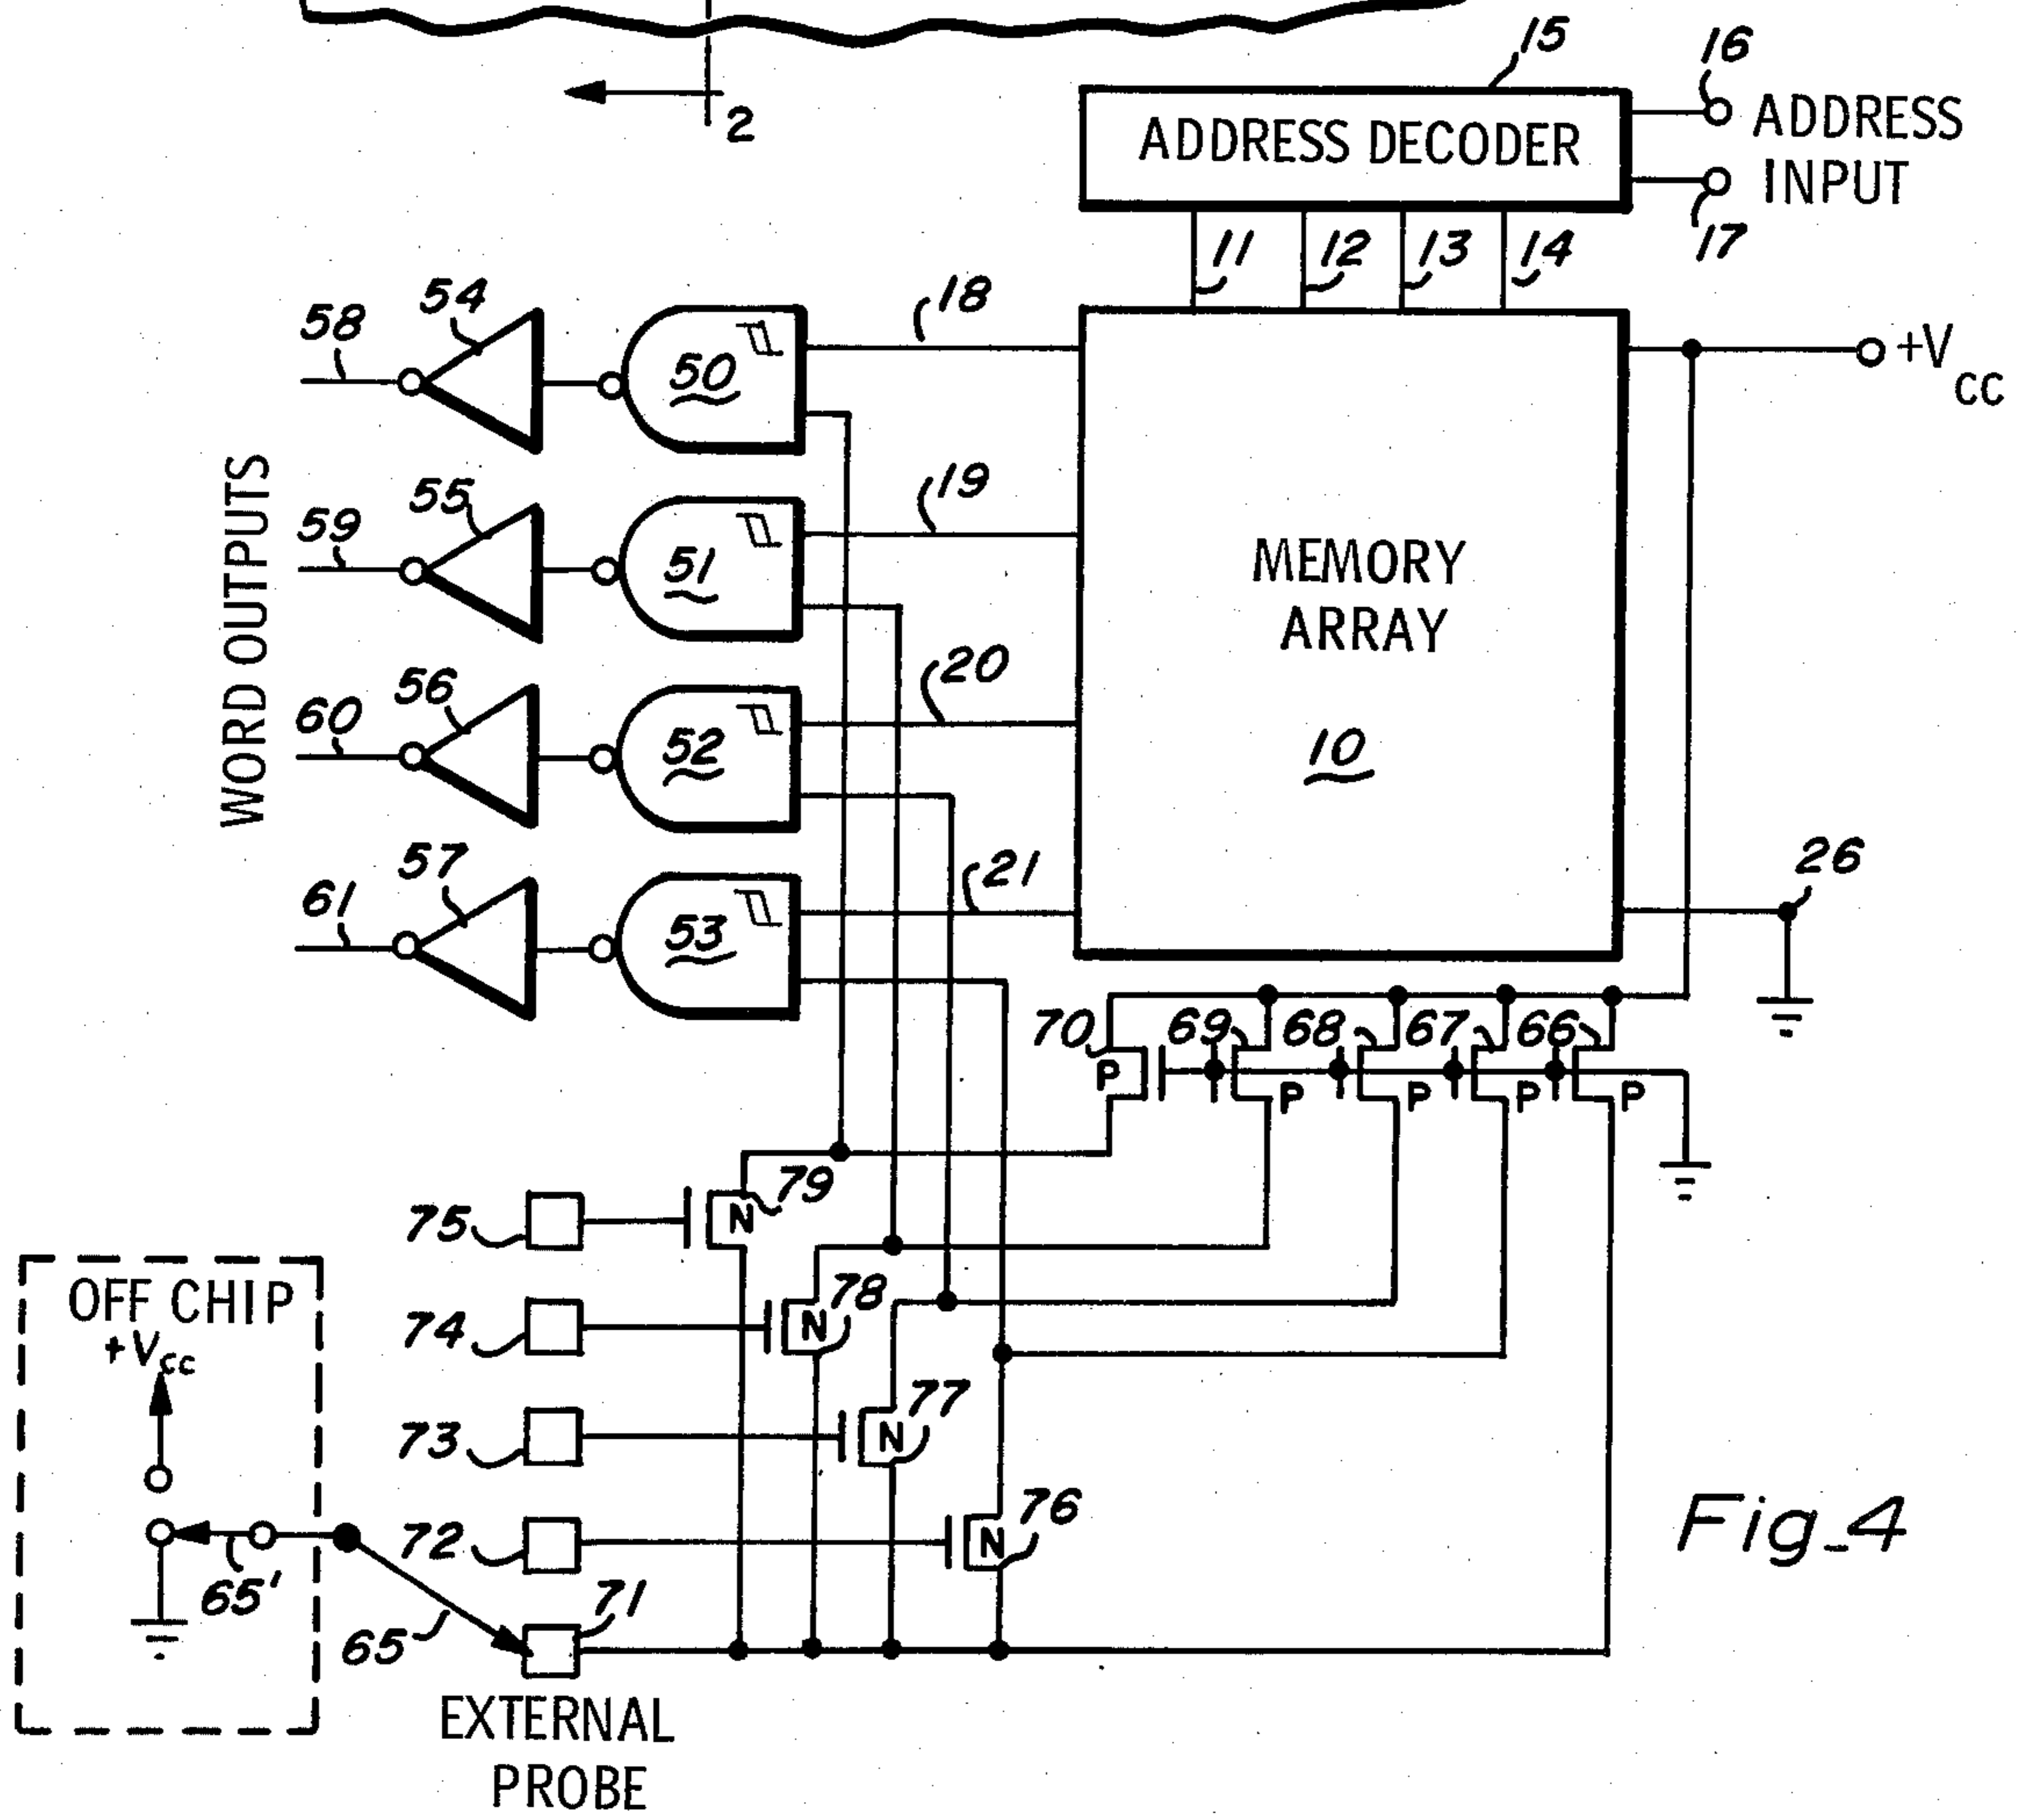 2
15
16
ADDRESS DECODER
ADDRESS
INPUT
17
11
12
13
14
18
54
58
50
+V
CC
19
55
59
51
WORD OUTPUTS
MEMORY
ARRAY
10
20
56
60
52
21
57
61
53
26
70
69
68
67
66
P
P
P
P
P
79
N
75
OFF CHIP
+Vcc
74
78
N
73
77
N
72
76
N
65'
65
71
EXTERNAL
PROBE
Fig_4